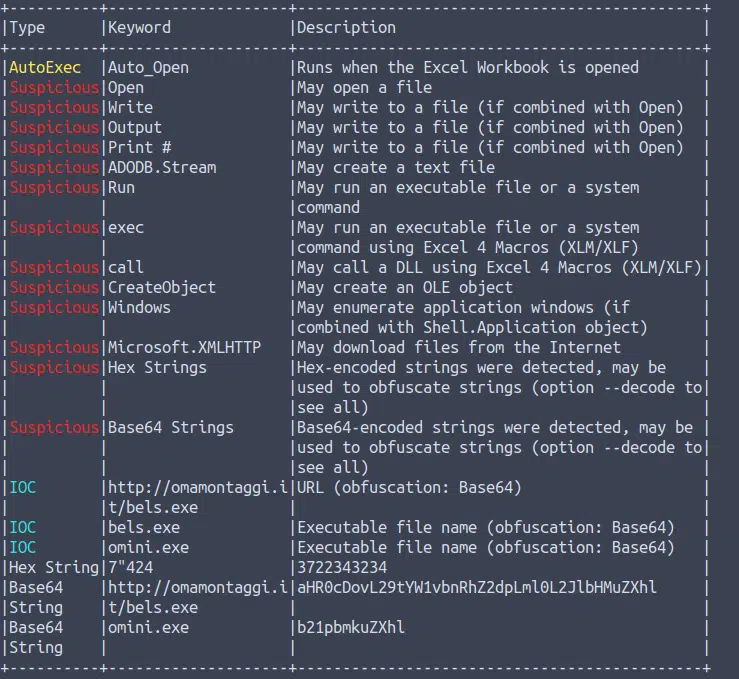 +----------+--------------------+---------------------------------------------+
|Type      |Keyword             |Description                                  |
+----------+--------------------+---------------------------------------------+
|AutoExec  |Auto_Open           |Runs when the Excel Workbook is opened       |
|Suspicious|Open                |May open a file                              |
|Suspicious|Write               |May write to a file (if combined with Open)  |
|Suspicious|Output              |May write to a file (if combined with Open)  |
|Suspicious|Print #             |May write to a file (if combined with Open)  |
|Suspicious|ADODB.Stream        |May create a text file                       |
|Suspicious|Run                 |May run an executable file or a system       |
|          |                    |command                                      |
|Suspicious|exec                |May run an executable file or a system       |
|          |                    |command using Excel 4 Macros (XLM/XLF)       |
|Suspicious|call                |May call a DLL using Excel 4 Macros (XLM/XLF)|
|Suspicious|CreateObject        |May create an OLE object                     |
|Suspicious|Windows             |May enumerate application windows (if        |
|          |                    |combined with Shell.Application object)      |
|Suspicious|Microsoft.XMLHTTP   |May download files from the Internet         |
|Suspicious|Hex Strings         |Hex-encoded strings were detected, may be    |
|          |                    |used to obfuscate strings (option --decode to|
|          |                    |see all)                                     |
|Suspicious|Base64 Strings      |Base64-encoded strings were detected, may be |
|          |                    |used to obfuscate strings (option --decode to|
|          |                    |see all)                                     |
|IOC       |http://omamontaggi.i|URL (obfuscation: Base64)                    |
|          |t/bels.exe          |                                             |
|IOC       |bels.exe            |Executable file name (obfuscation: Base64)   |
|IOC       |omini.exe           |Executable file name (obfuscation: Base64)   |
|Hex String|7"424               |3722343234                                   |
|Base64    |http://omamontaggi.i|aHR0cDovL29tYW1vbnRhZ2dpLml0L2JlbHMuZXhl     |
|String    |t/bels.exe          |                                             |
|Base64    |omini.exe           |b21pbmkuZXhl                                 |
|String    |                    |                                             |
+----------+--------------------+---------------------------------------------+